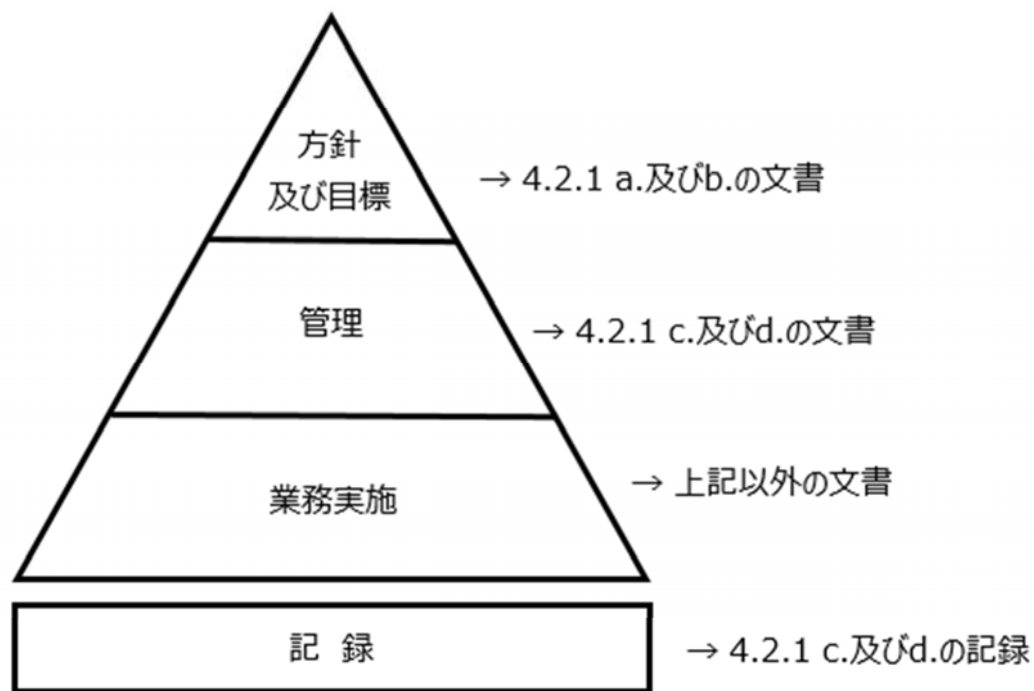 方針
及び目標
→ 4.2.1 a.及びb.の文書
管理
→ 4.2.1 c.及びd.の文書
業務実施
→ 上記以外の文書
記 録
→ 4.2.1 c.及びd.の記録